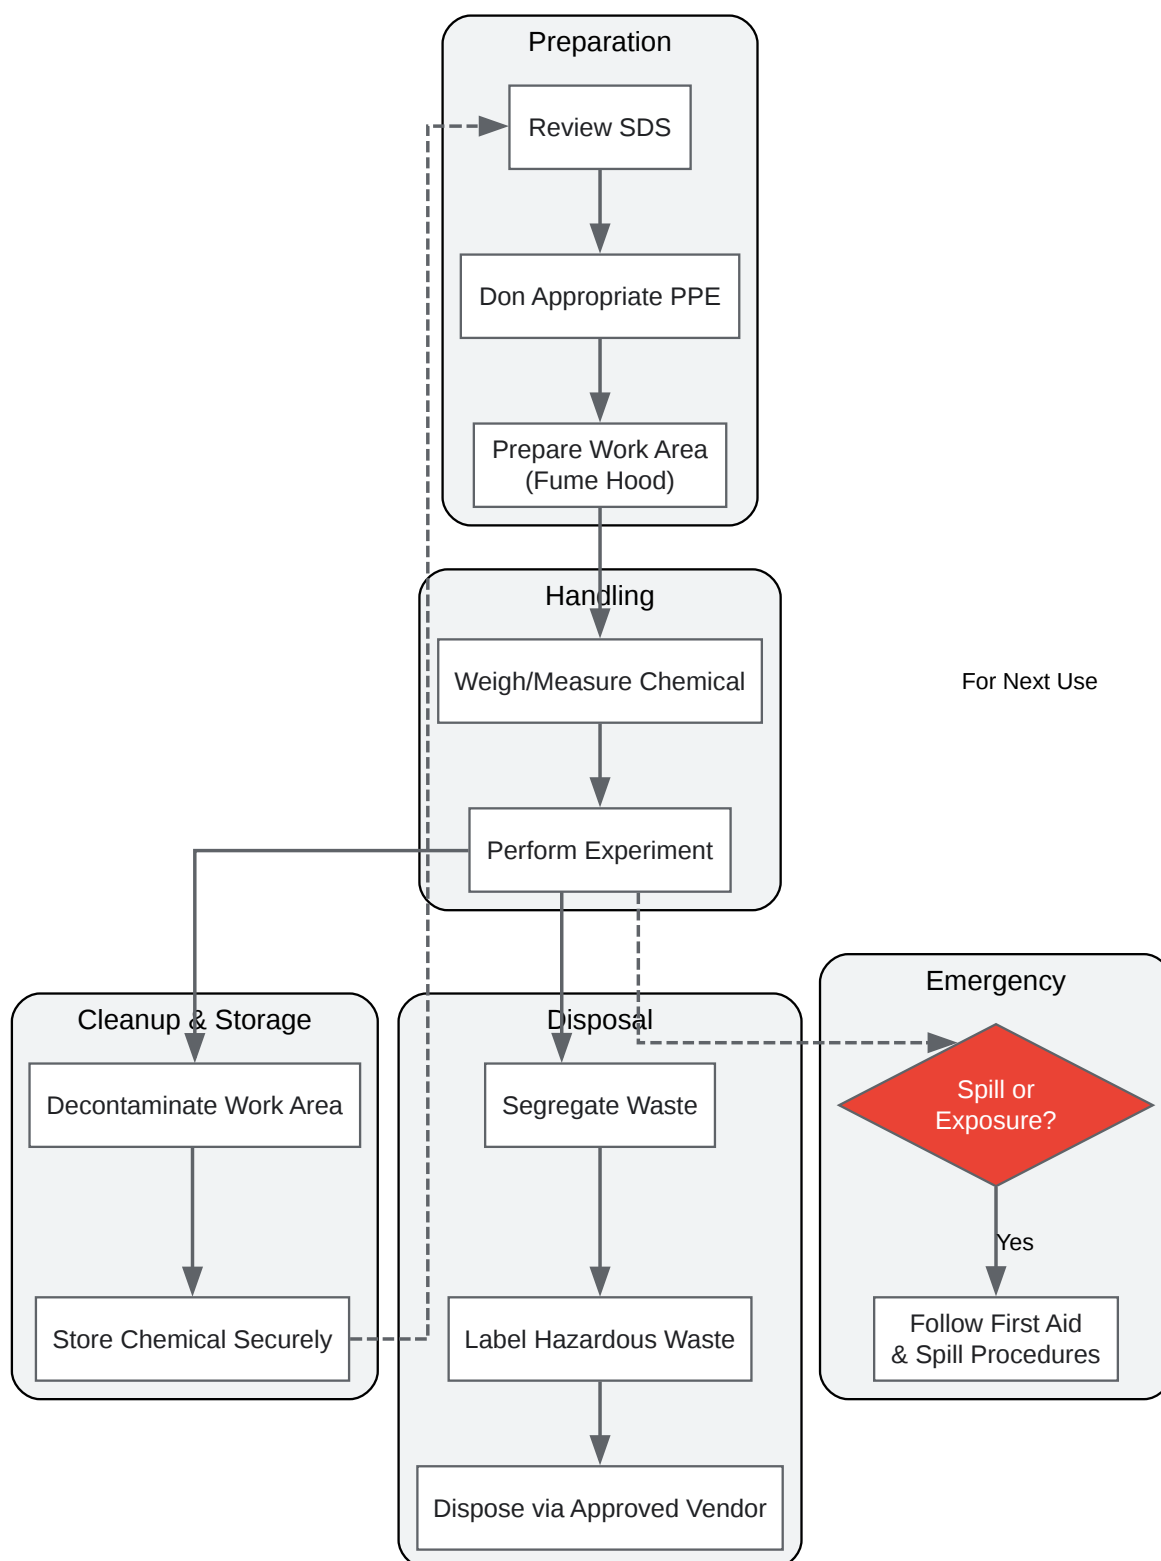 Preparation
Review SDS
Don Appropriate PPE
Prepare Work Area
(Fume Hood)
Handling
Weigh/Measure Chemical
For Next Use
Perform Experiment
Cleanup & Storage
Decontaminate Work Area
Store Chemical Securely
Disposal
Segregate Waste
Label Hazardous Waste
Dispose via Approved Vendor
Emergency
Spill or
Exposure?
Yes
Follow First Aid
& Spill Procedures